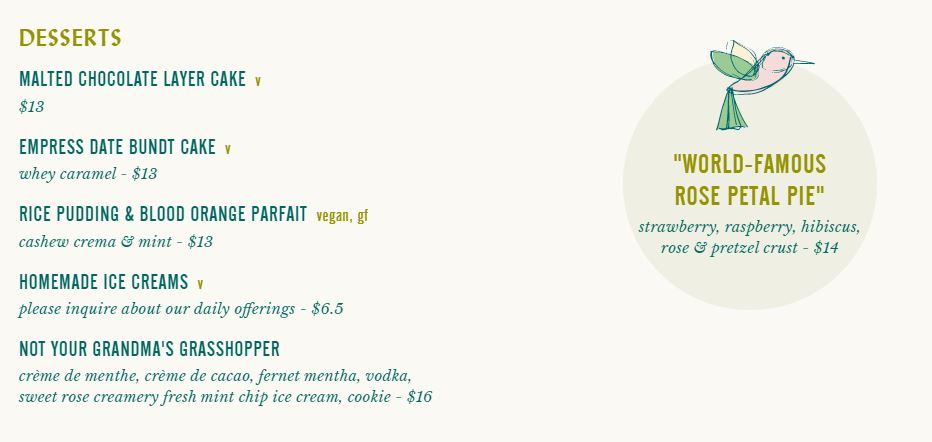 DESSERTS
MALTED CHOCOLATE LAYER CAKE v
$13
EMPRESS DATE BUNDT CAKE v
whey caramel - $13
RICE PUDDING & BLOOD ORANGE PARFAIT vegan, gf
cashew crema & mint - $13
HOMEMADE ICE CREAMS v
please inquire about our daily offerings - $6.5
NOT YOUR GRANDMA'S GRASSHOPPER
crème de menthe, crème de cacao, fernet mentha, vodka,
sweet rose creamery fresh mint chip ice cream, cookie - $16
"WORLD-FAMOUS
ROSE PETAL PIE"
strawberry, raspberry, hibiscus,
rose & pretzel crust - $14